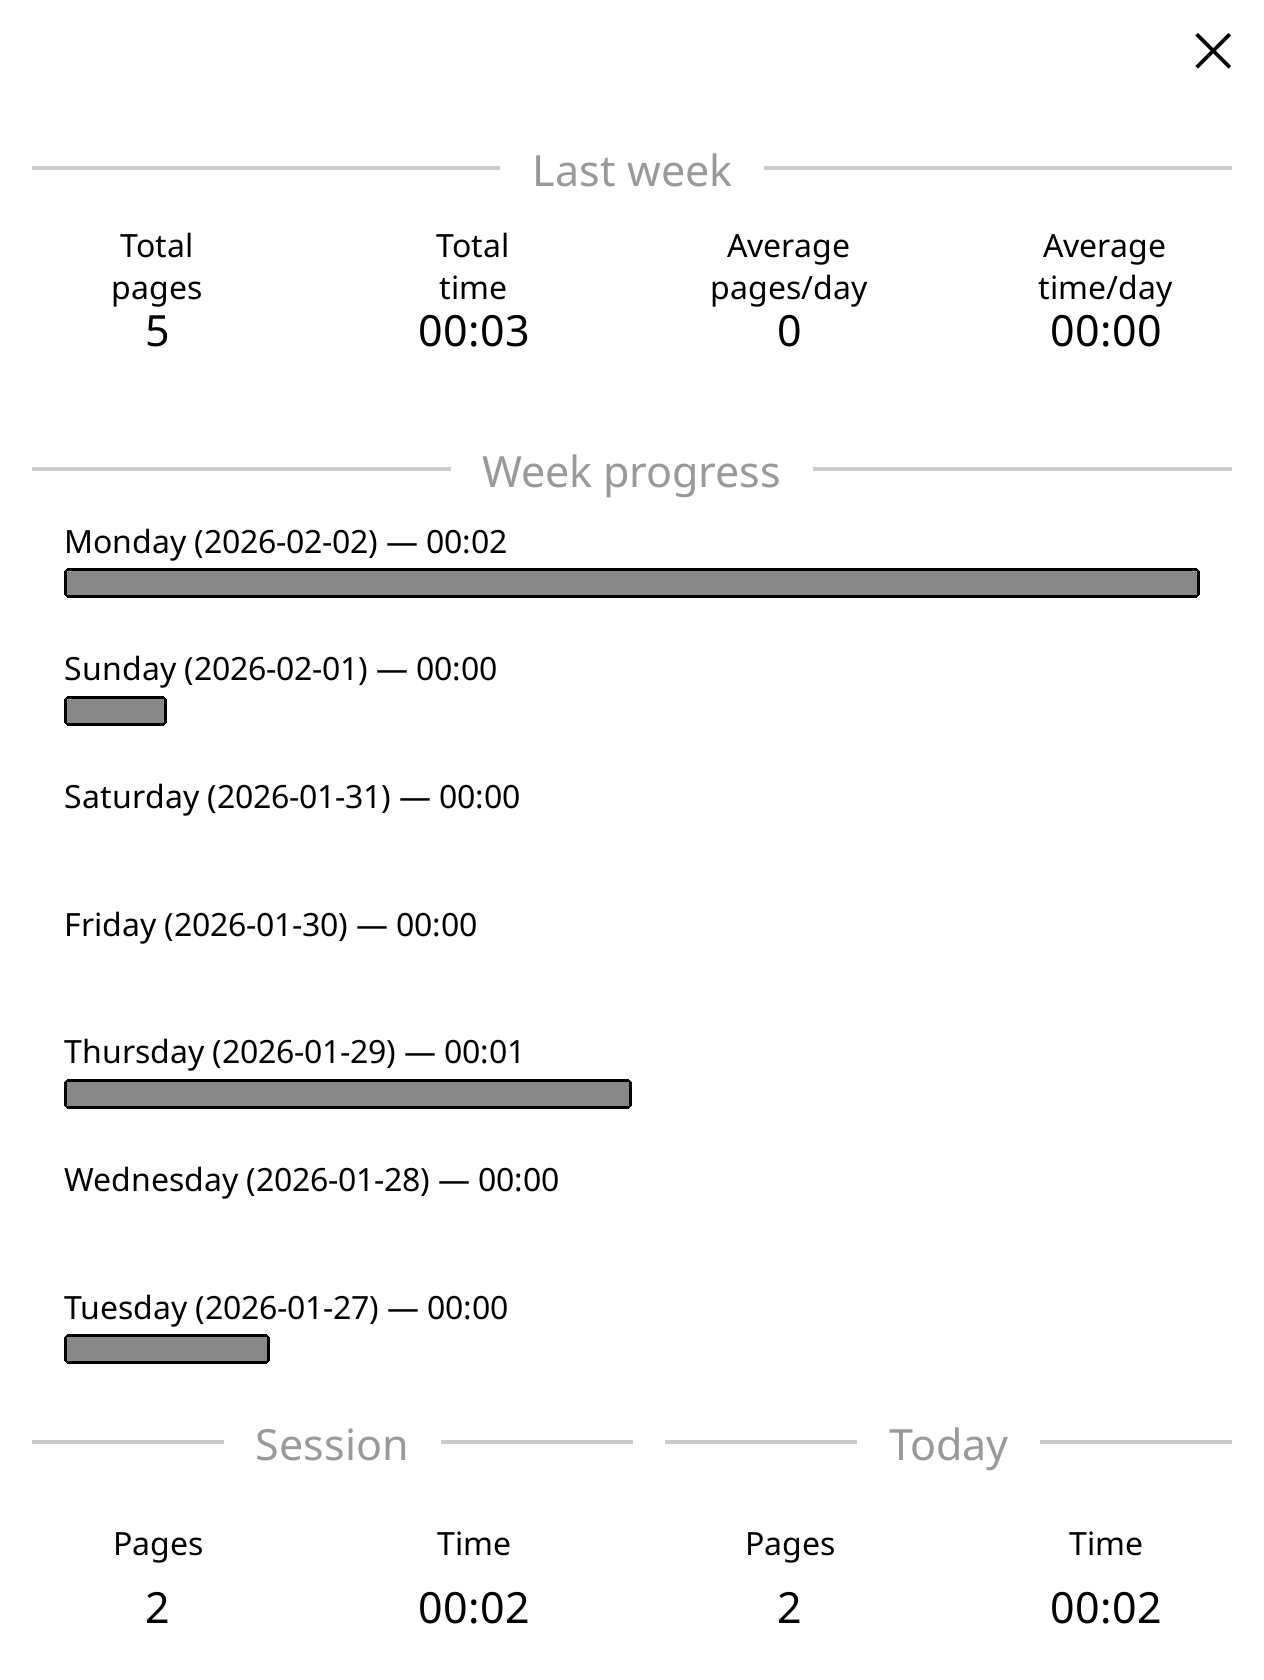 Last week
Total pages
Total time
Average pages/day
Average time/day
5
00:03
0
00:00
Week progress
Monday (2026-02-02) — 00:02
Sunday (2026-02-01) — 00:00
Saturday (2026-01-31) — 00:00
Friday (2026-01-30) — 00:00
Thursday (2026-01-29) — 00:01
Wednesday (2026-01-28) — 00:00
Tuesday (2026-01-27) — 00:00
Session
Today
Pages
Time
Pages
Time
2
00:02
2
00:02